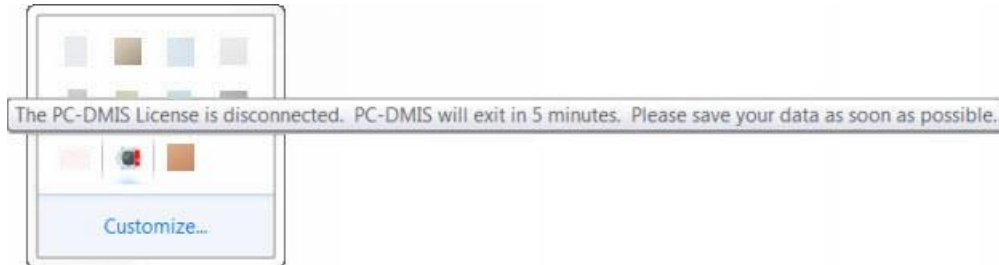 The PC-DMIS License is disconnected.  PC-DMIS will exit in 5 minutes.  Please save your data as soon as possible.
Customize...